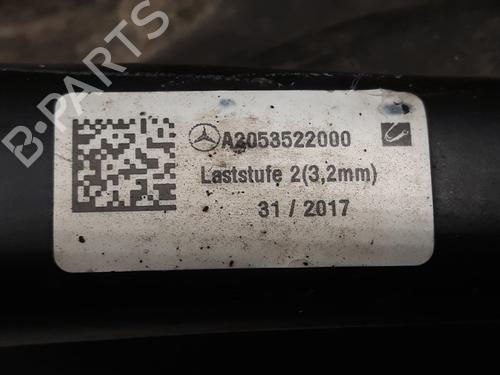 A2053522000
Laststufe 2(3,2mm)
31 / 2017
B-PARTS